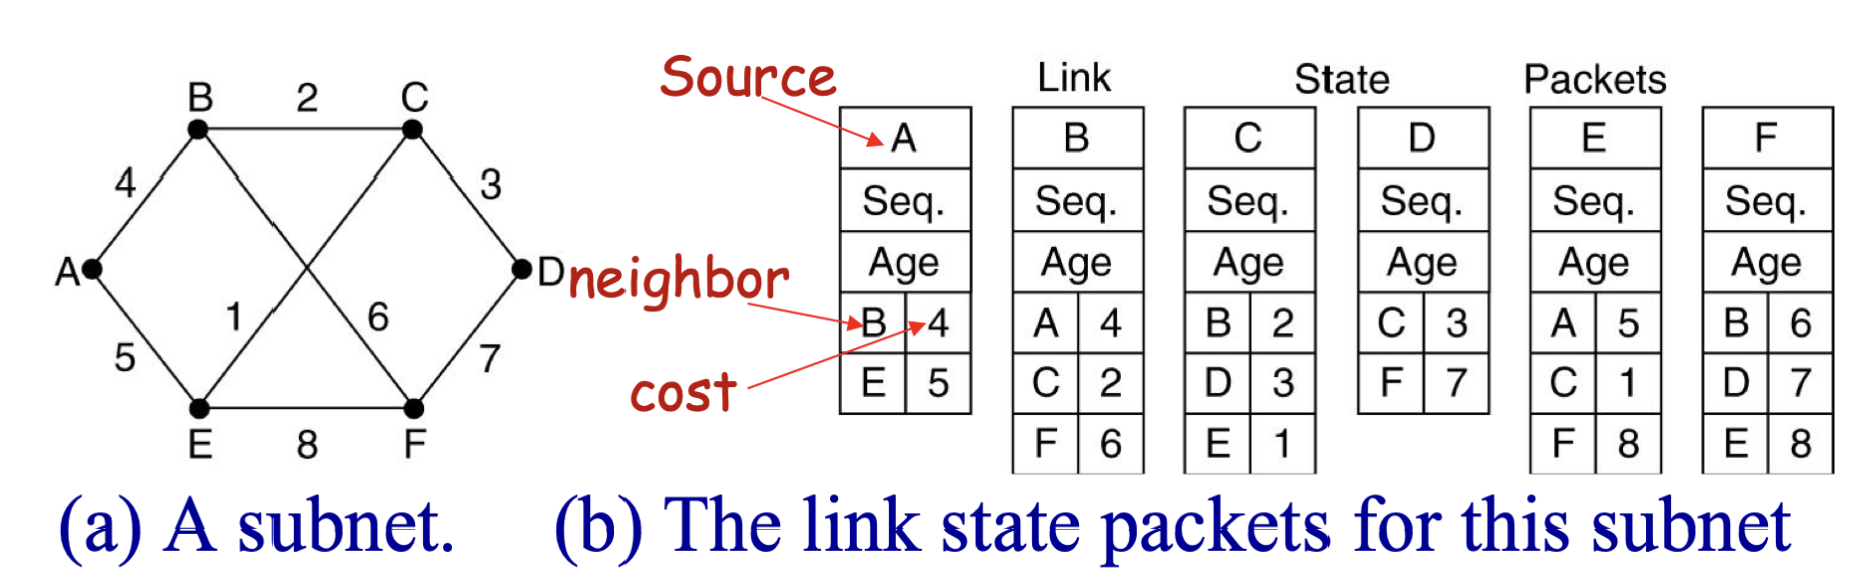 Source Link State Packets
B 2 C
A B C D E F
4 3
Seq. Seq. Seq. Seq. Seq. Seq.
A D neighbor Age Age Age Age Age Age
1 6
B 4 A 4 B 2 C 3 A 5 B 6
5 7
cost E 5 C 2 D 3 F 7 C 1 D 7
E 8 F F 6 E 1 F 8 E 8
(a) A subnet. (b) The link state packets for this subnet